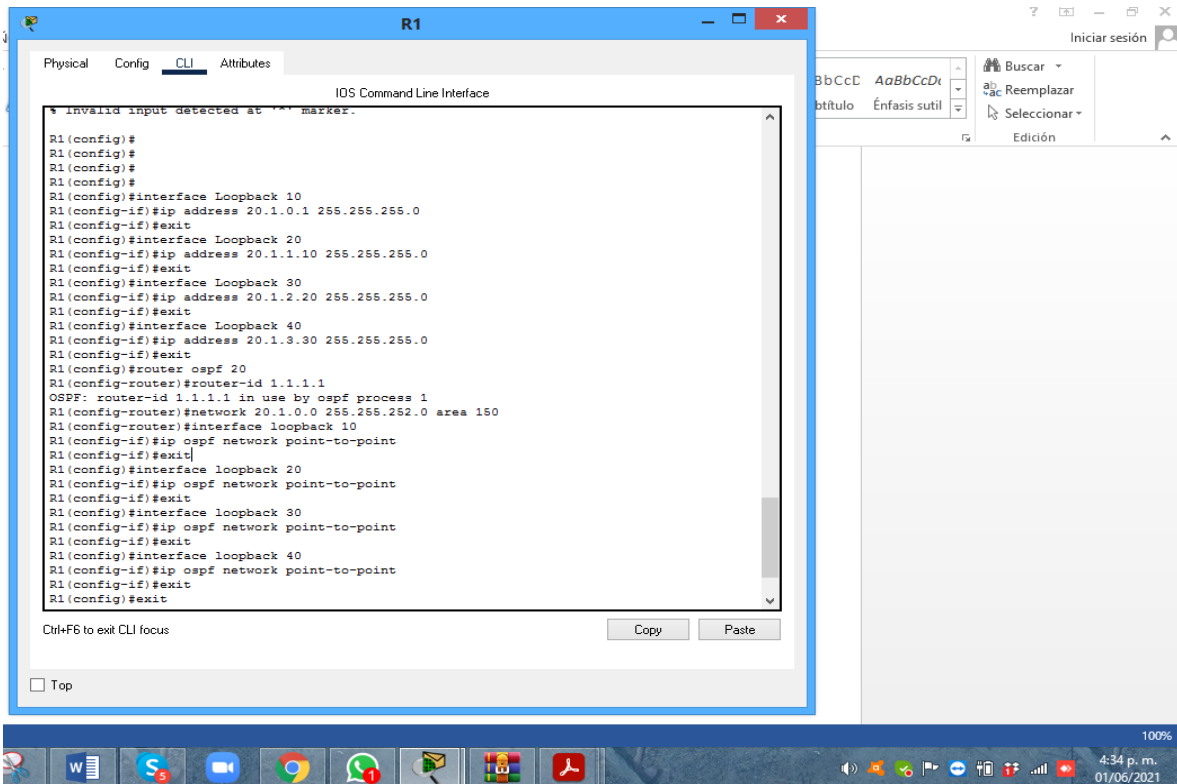 R1
Iniciar sesión
Physical Config CLI Attributes
IOS Command Line Interface
% Invalid input detected at '^' marker.
R1(config)#
R1(config)#
R1(config)#
R1(config)#
R1(config)#interface Loopback 10
R1(config-if)#ip address 20.1.0.1 255.255.255.0
R1(config-if)#exit
R1(config)#interface Loopback 20
R1(config-if)#ip address 20.1.1.10 255.255.255.0
R1(config-if)#exit
R1(config)#interface Loopback 30
R1(config-if)#ip address 20.1.2.20 255.255.255.0
R1(config-if)#exit
R1(config)#interface Loopback 40
R1(config-if)#ip address 20.1.3.30 255.255.255.0
R1(config-if)#exit
R1(config)#router ospf 20
R1(config-router)#router-id 1.1.1.1
OSPF: router-id 1.1.1.1 in use by ospf process 1
R1(config-router)#network 20.1.0.0 255.255.252.0 area 150
R1(config-router)#interface loopback 10
R1(config-if)#ip ospf network point-to-point
R1(config-if)#exit
R1(config)#interface loopback 20
R1(config-if)#ip ospf network point-to-point
R1(config-if)#exit
R1(config)#interface loopback 30
R1(config-if)#ip ospf network point-to-point
R1(config-if)#exit
R1(config)#interface loopback 40
R1(config-if)#ip ospf network point-to-point
R1(config-if)#exit
R1(config)#exit
Ctrl+F6 to exit CLI focus
Copy Paste
Top
BbCcD AaBbCcDc
btítulo Énfasis sutil
Buscar
Reemplazar
Seleccionar
Edición
100%
4:34 p. m.
01/06/2021